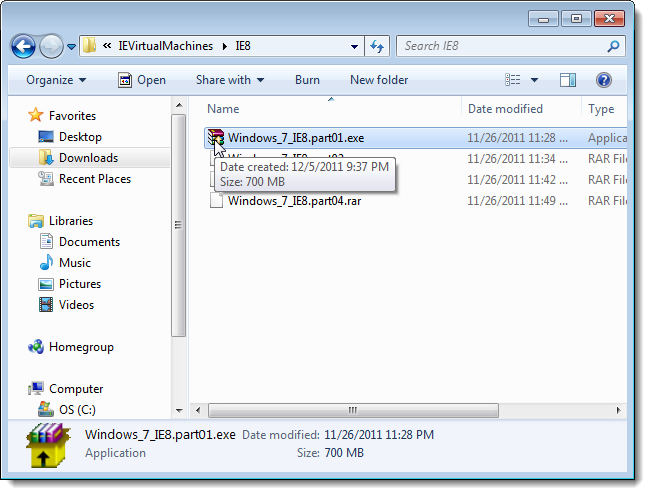 « IEVirtualMachines IE8 Search IE8
Organize Open Share with Burn New folder
Name Date modified Type
Favorites
Desktop
Downloads
Recent Places
Libraries
Documents
Music
Pictures
Videos
Homegroup
Computer
OS (C:)
Windows_7_IE8.part01.exe 11/26/2011 11:28 ... Applica
11/26/2011 11:34 ... RAR File
11/26/2011 11:42 ... RAR File
Windows_7_IE8.part04.rar 11/26/2011 11:49 ... RAR File
Date created: 12/5/2011 9:37 PM
Size: 700 MB
Windows_7_IE8.part01.exe Date modified: 11/26/2011 11:28 PM
Application Size: 700 MB